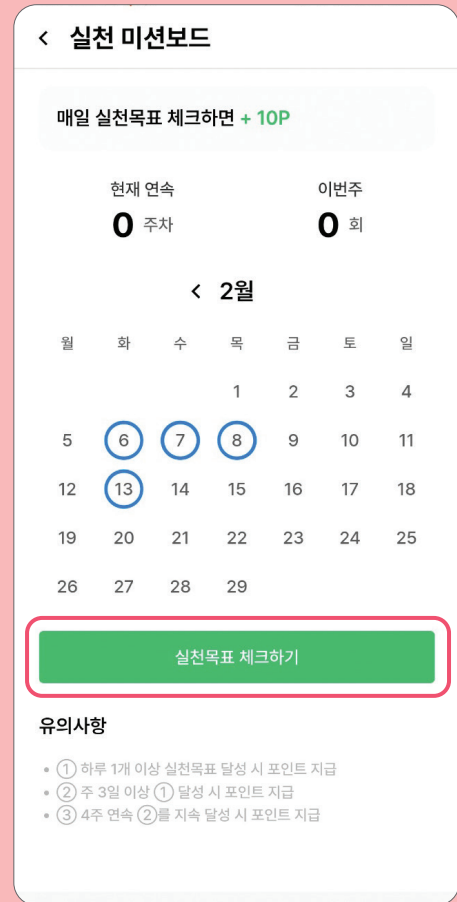 < 실천 미션보드
매일 실천목표 체크하면 + 10P
현재 연속 이번주
0 주차 0 회
< 2월
월 화 수 목 금 토 일
1 2 3 4
5 6 7 8 9 10 11
12 13 14 15 16 17 18
19 20 21 22 23 24 25
26 27 28 29
실천목표 체크하기
유의사항
• ① 하루 1개 이상 실천목표 달성 시 포인트 지급
• ② 주 3일 이상 ① 달성 시 포인트 지급
• ③ 4주 연속 ②를 지속 달성 시 포인트 지급